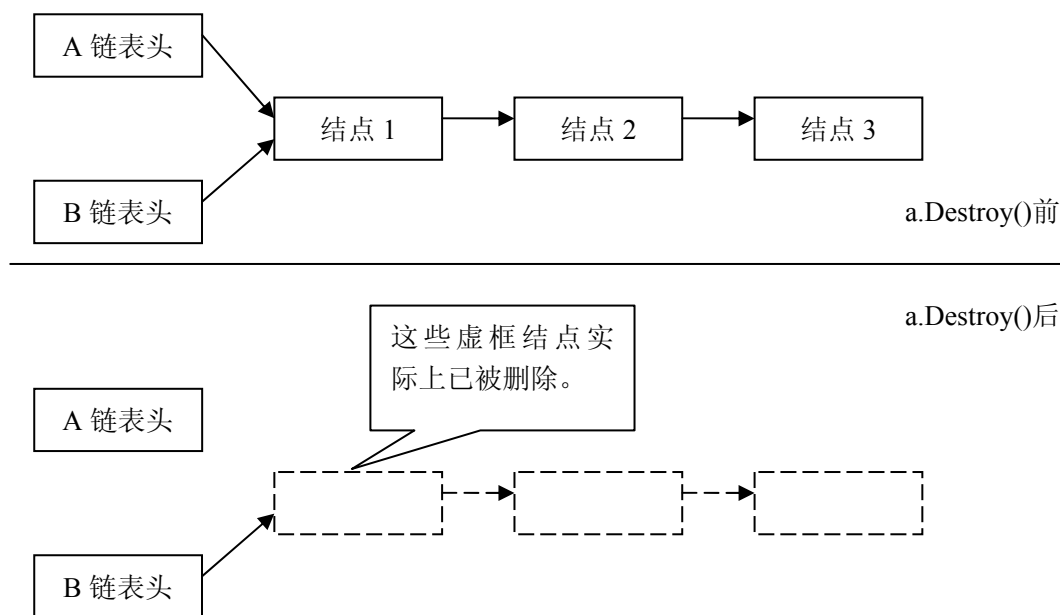 A 链表头
结点 1
结点 2
结点 3
B 链表头
a.Destroy()前
a.Destroy()后
这些虚框结点实
际上已被删除。
A 链表头
B 链表头